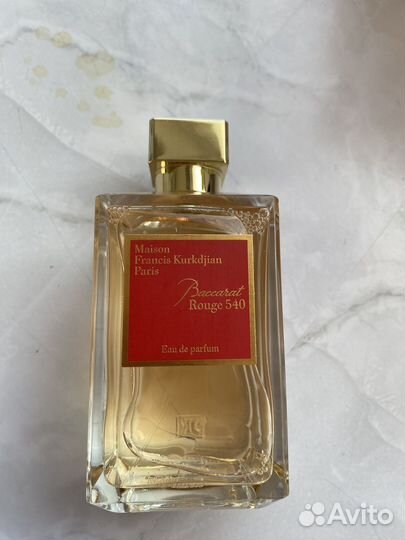 Maison
Francis Kurkdjian
Paris
Baccarat
Rouge 540
Eau de parfum
Avito